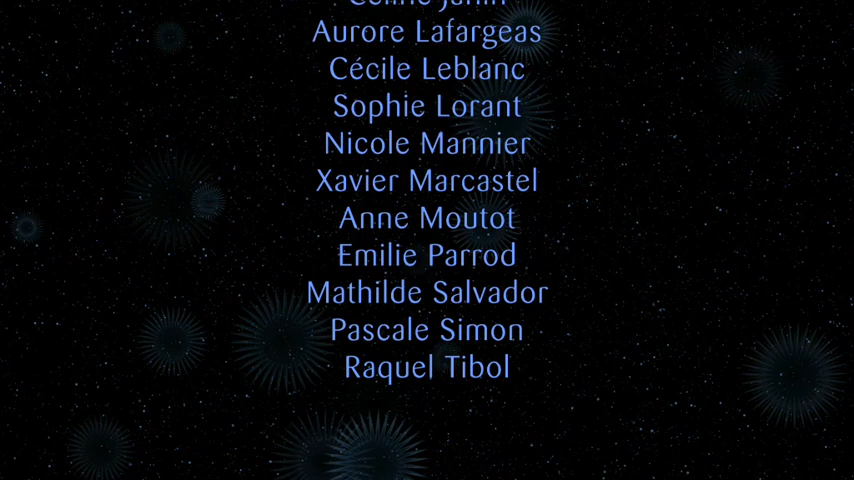 Aurore Lafargeas
Cécile Leblanc
Sophie Lorant
Nicole Mannier
Xavier Marcastel
Anne Moutot
Emilie Parrod
Mathilde Salvador
Pascale Simon
Raquel Tibol